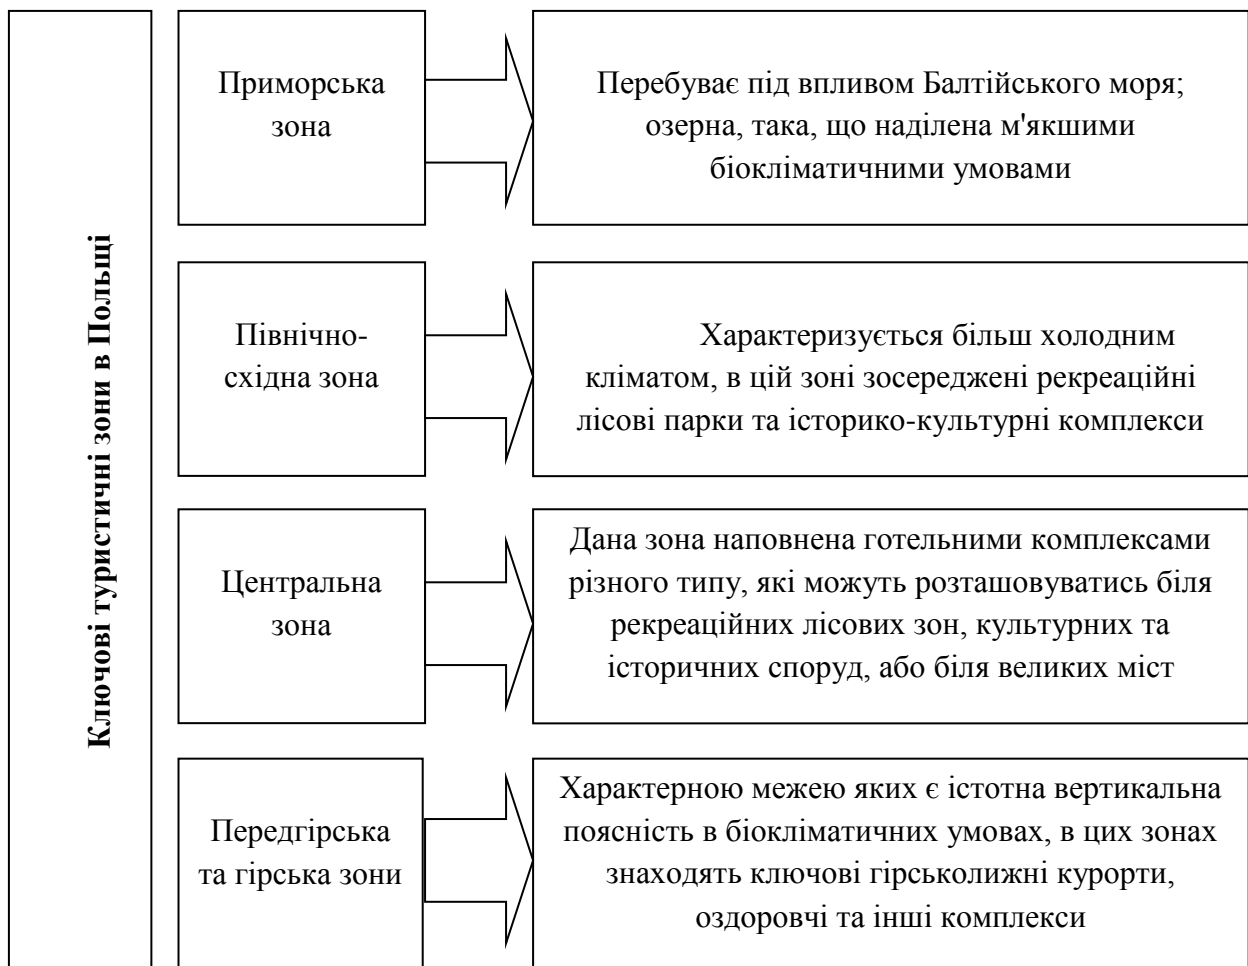 Ключові туристичні зони в Польщі
Приморська
зона
Перебуває під впливом Балтійського моря;
озерна, така, що наділена м'якшими
біокліматичними умовами
Північно-
східна зона
Характеризується більш холодним
кліматом, в цій зоні зосереджені рекреаційні
лісові парки та історико-культурні комплекси
Центральна
зона
Дана зона наповнена готельними комплексами
різного типу, які можуть розташовуватись біля
рекреаційних лісових зон, культурних та
історичних споруд, або біля великих міст
Передгірська
та гірська зони
Характерною межею яких є істотна вертикальна
поясність в біокліматичних умовах, в цих зонах
знаходять ключові гірськолижні курорти,
оздоровчі та інші комплекси